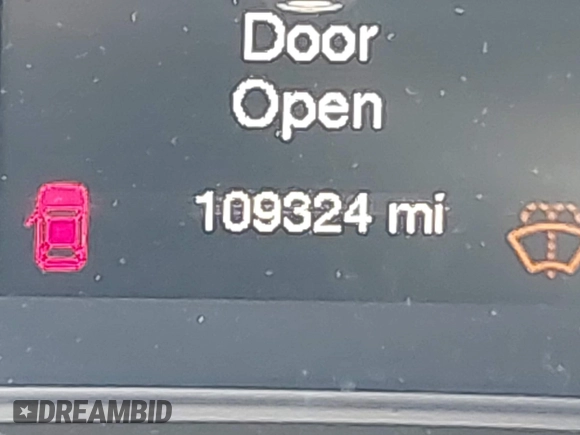 Door
Open
109324 mi
DREAMBID